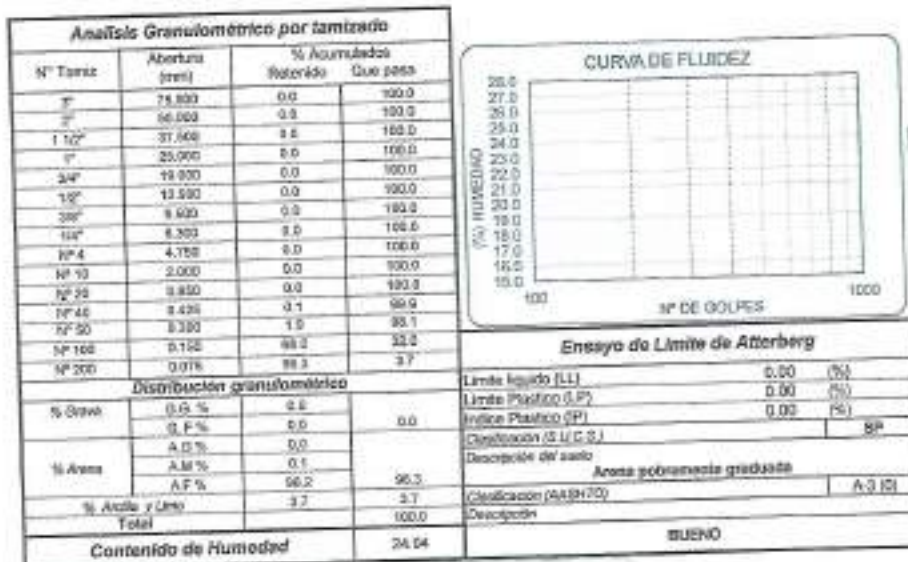 Analisis Granulométrico por tamizado
N° Tamiz Abertura (mm) % Acumulados
Retenido Que pasa
3" 75.000 0.0 100.0
2" 50.000 0.0 100.0
1 1/2" 37.500 0.0 100.0
1" 25.000 0.0 100.0
3/4" 19.000 0.0 100.0
1/2" 12.500 0.0 100.0
3/8" 9.500 0.0 100.0
1/4" 6.300 0.0 100.0
N° 4 4.750 0.0 100.0
N° 10 2.000 0.0 100.0
N° 20 0.850 0.0 100.0
N° 40 0.425 0.1 99.9
N° 50 0.300 1.9 98.1
N° 100 0.150
N° 200 0.075 96.3 3.7
Distribución granulométrico
% Grava G.G. % 0.0
G. F % 0.0 0.0
% Arena A.G % 0.0
A.M % 0.1
A.F % 96.2 96.3
% Arcilla y Limo 3.7 3.7
Total 100.0
Contenido de Humedad 24.04
CURVA DE FLUIDEZ
(%) HUMEDAD
28.0
27.0
26.0
25.0
24.0
23.0
22.0
21.0
20.0
19.0
18.0
17.0
16.0
15.0
100 1000
N° DE GOLPES
Ensayo de Límite de Atterberg
Limite liquido (LL) 0.00 (%)
Limite Plástico (LP) 0.00 (%)
Indice Plastico (IP) 0.00 (%)
Clasificación (S.U.C.S.) SP
Descripción del suelo
Arena pobremente graduada
Clasificación (AASHTO) A-3 (0)
Descripción
BUENO